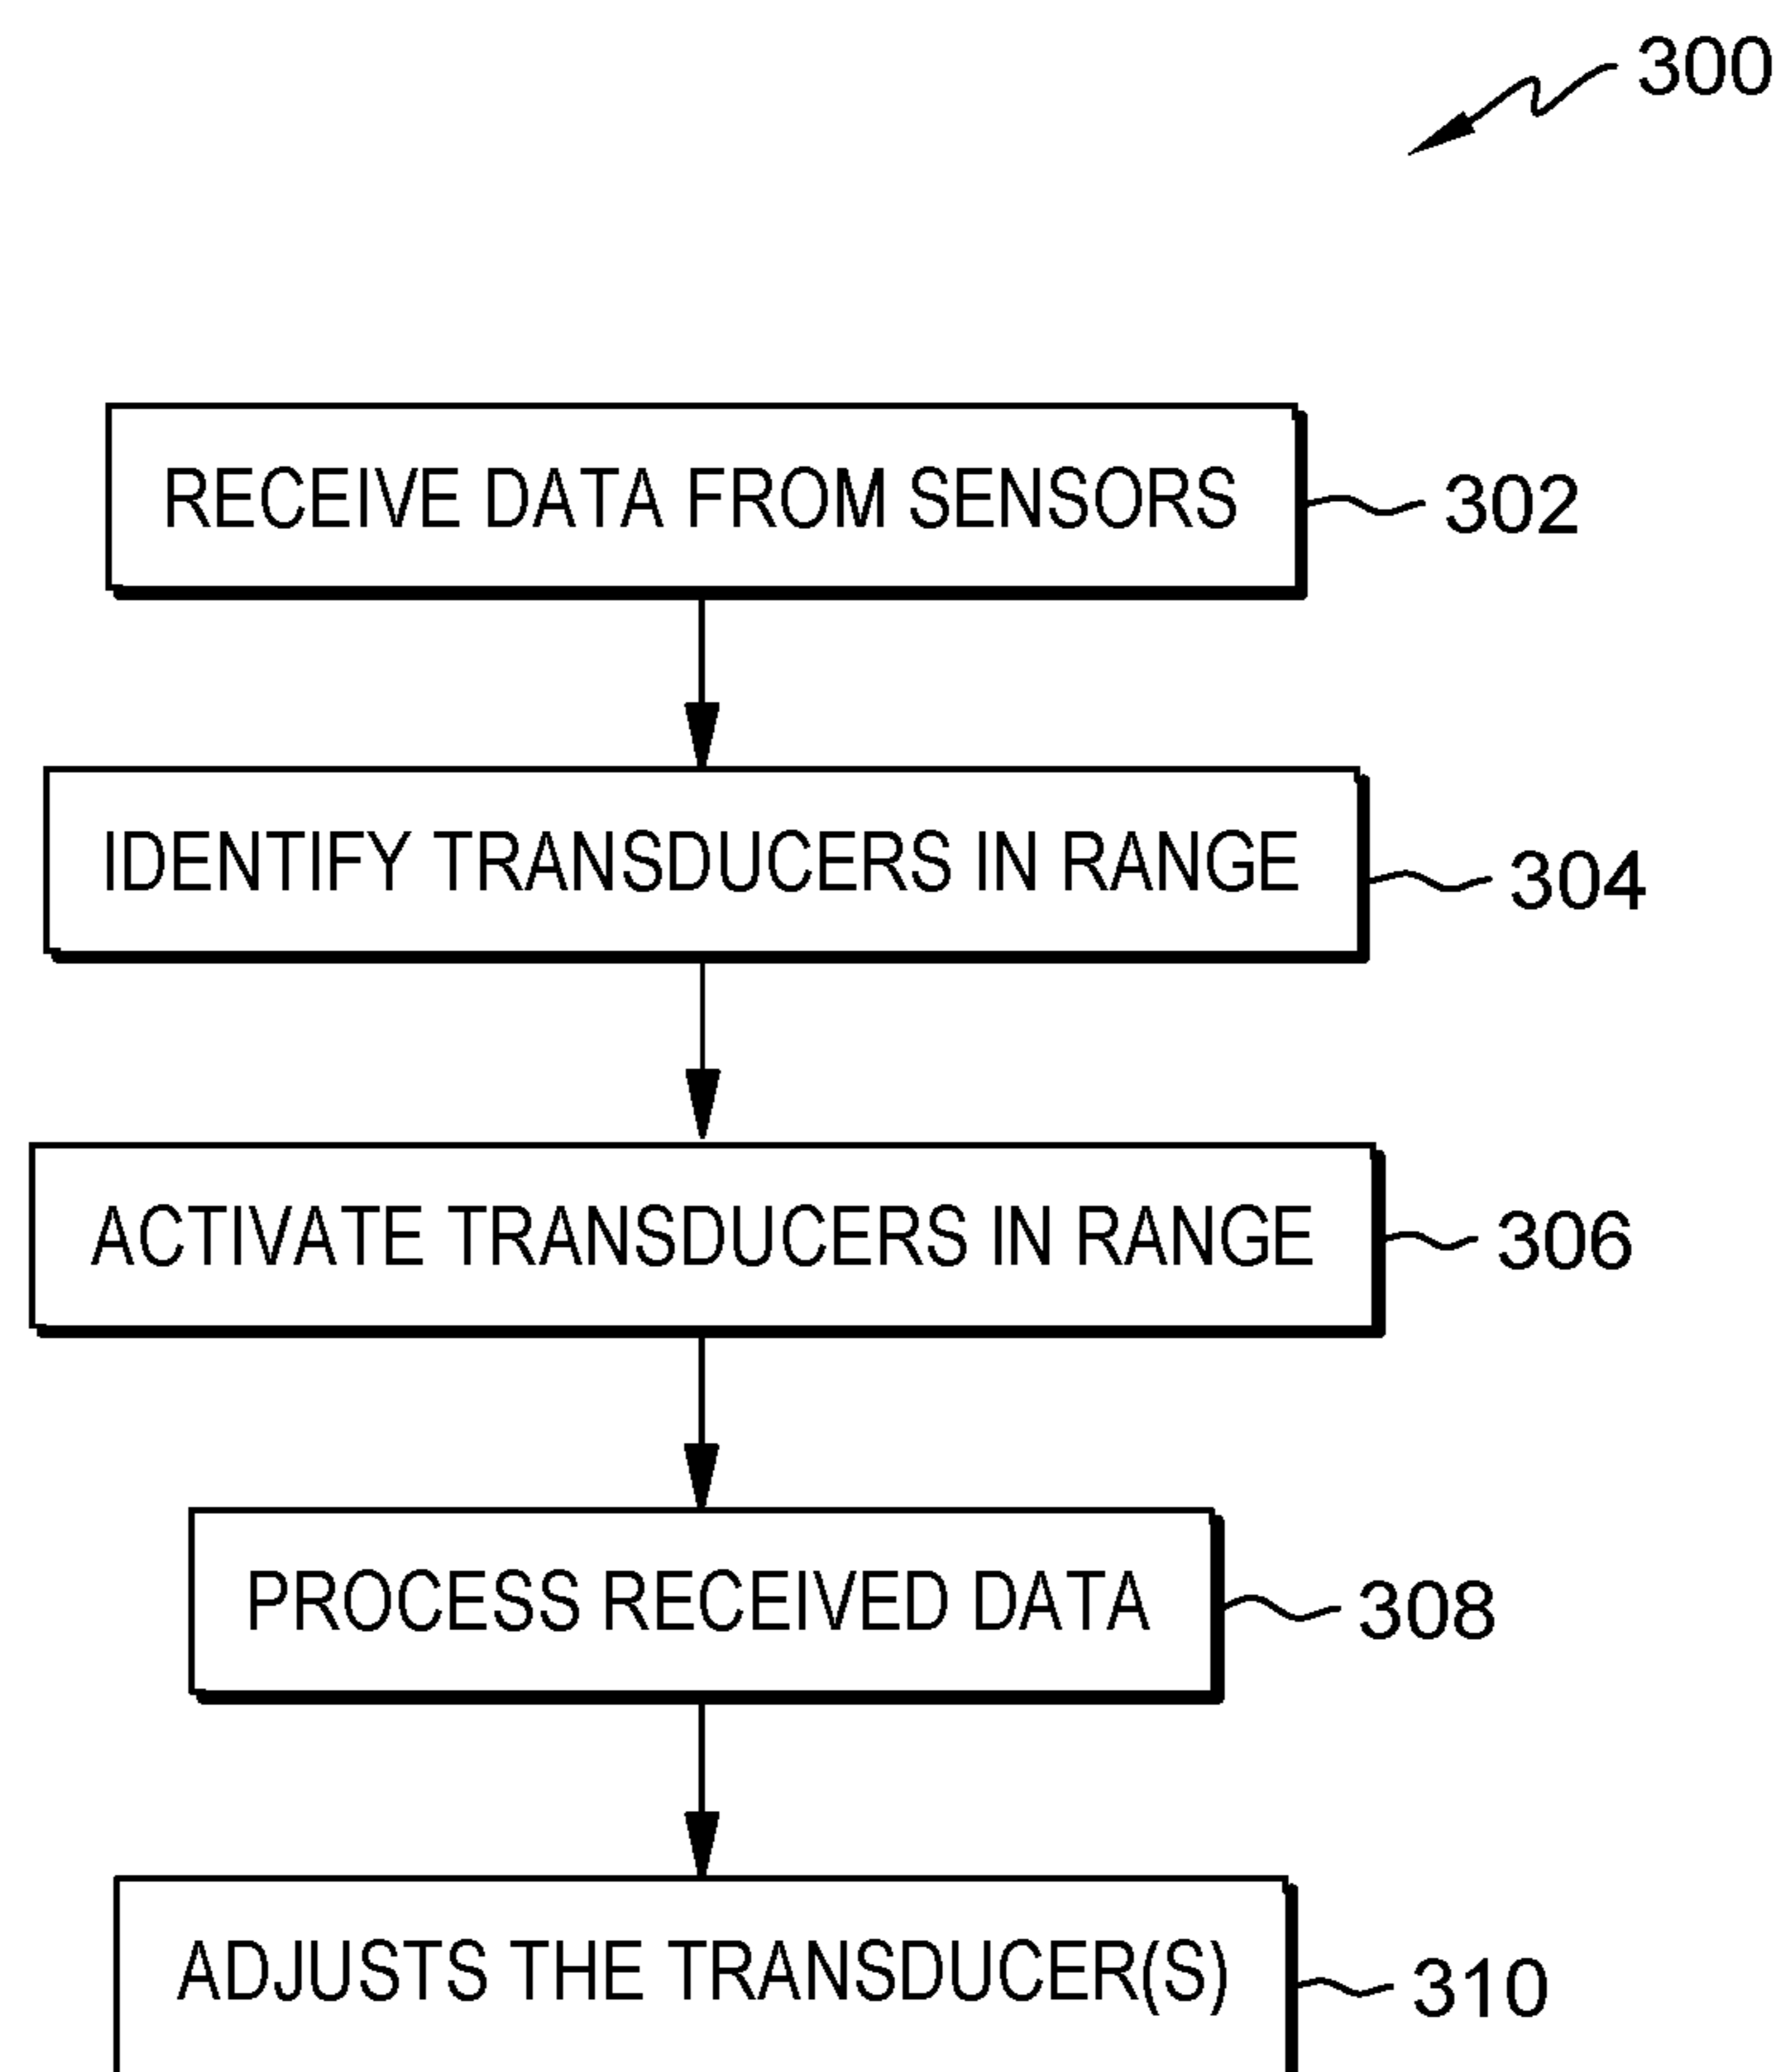 300
RECEIVE DATA FROM SENSORS
302
IDENTIFY TRANSDUCERS IN RANGE
304
ACTIVATE TRANSDUCERS IN RANGE
306
PROCESS RECEIVED DATA
308
ADJUSTS THE TRANSDUCER(S)
310